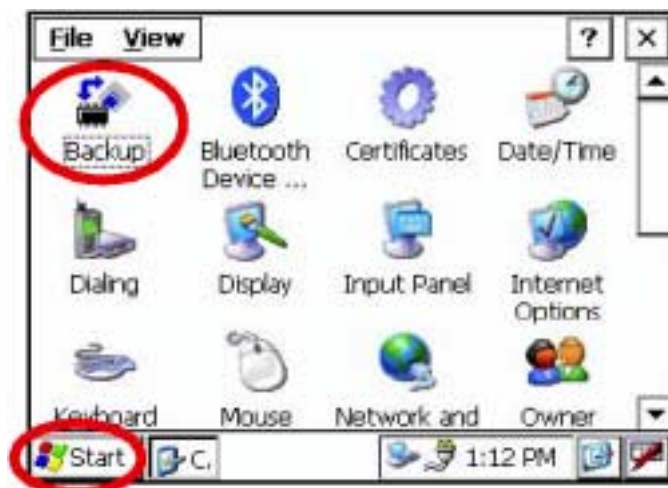 File View ? ×
Backup
Bluetooth
Device ...
Certificates
Date/Time
Dialing
Display
Input Panel
Internet
Options
Keyboard
Mouse
Network and
Owner
Start C. 1:12 PM